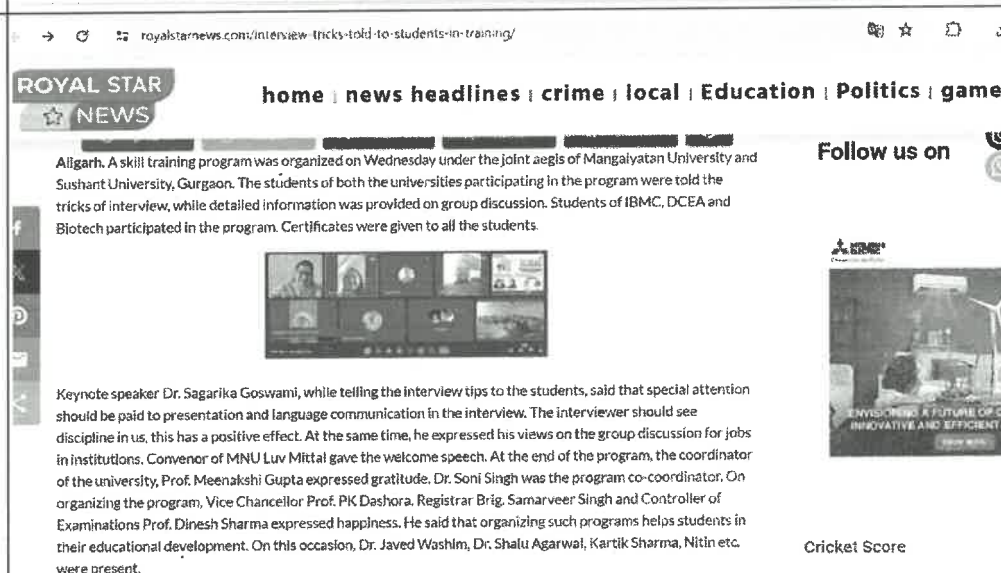 royalstarnews.com/interview-tricks-told-to-students-in-training/
ROYAL STAR
NEWS
home | news headlines | crime | local | Education | Politics | game
Aligarh. A skill training program was organized on Wednesday under the joint aegis of Mangalyatan University and
Sushant University, Gurgaon. The students of both the universities participating in the program were told the
tricks of interview, while detailed information was provided on group discussion. Students of IBMC, DCEA and
Biotech participated in the program. Certificates were given to all the students.
Follow us on
Keynote speaker Dr. Sagarika Goswami, while telling the interview tips to the students, said that special attention
should be paid to presentation and language communication in the interview. The interviewer should see
discipline in us, this has a positive effect. At the same time, he expressed his views on the group discussion for jobs
in institutions. Convenor of MNU Luv Mittal gave the welcome speech. At the end of the program, the coordinator
of the university, Prof. Meenakshi Gupta expressed gratitude. Dr. Soni Singh was the program co-coordinator. On
organizing the program, Vice Chancellor Prof. PK Dashora, Registrar Brig. Samarveer Singh and Controller of
Examinations Prof. Dinesh Sharma expressed happiness. He said that organizing such programs helps students in
their educational development. On this occasion, Dr. Javed Washim, Dr. Shalu Agarwal, Kartik Sharma, Nitin etc.
were present.
ENVISIONING A FUTURE OF
INNOVATIVE AND EFFICIENT
Cricket Score